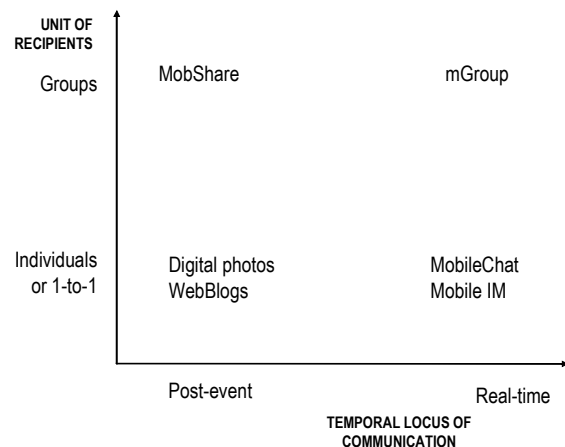 UNIT OF
RECIPIENTS
Groups
MobShare
mGroup
Individuals
or 1-to-1
Digital photos
WebBlogs
MobileChat
Mobile IM
Post-event
Real-time
TEMPORAL LOCUS OF
COMMUNICATION